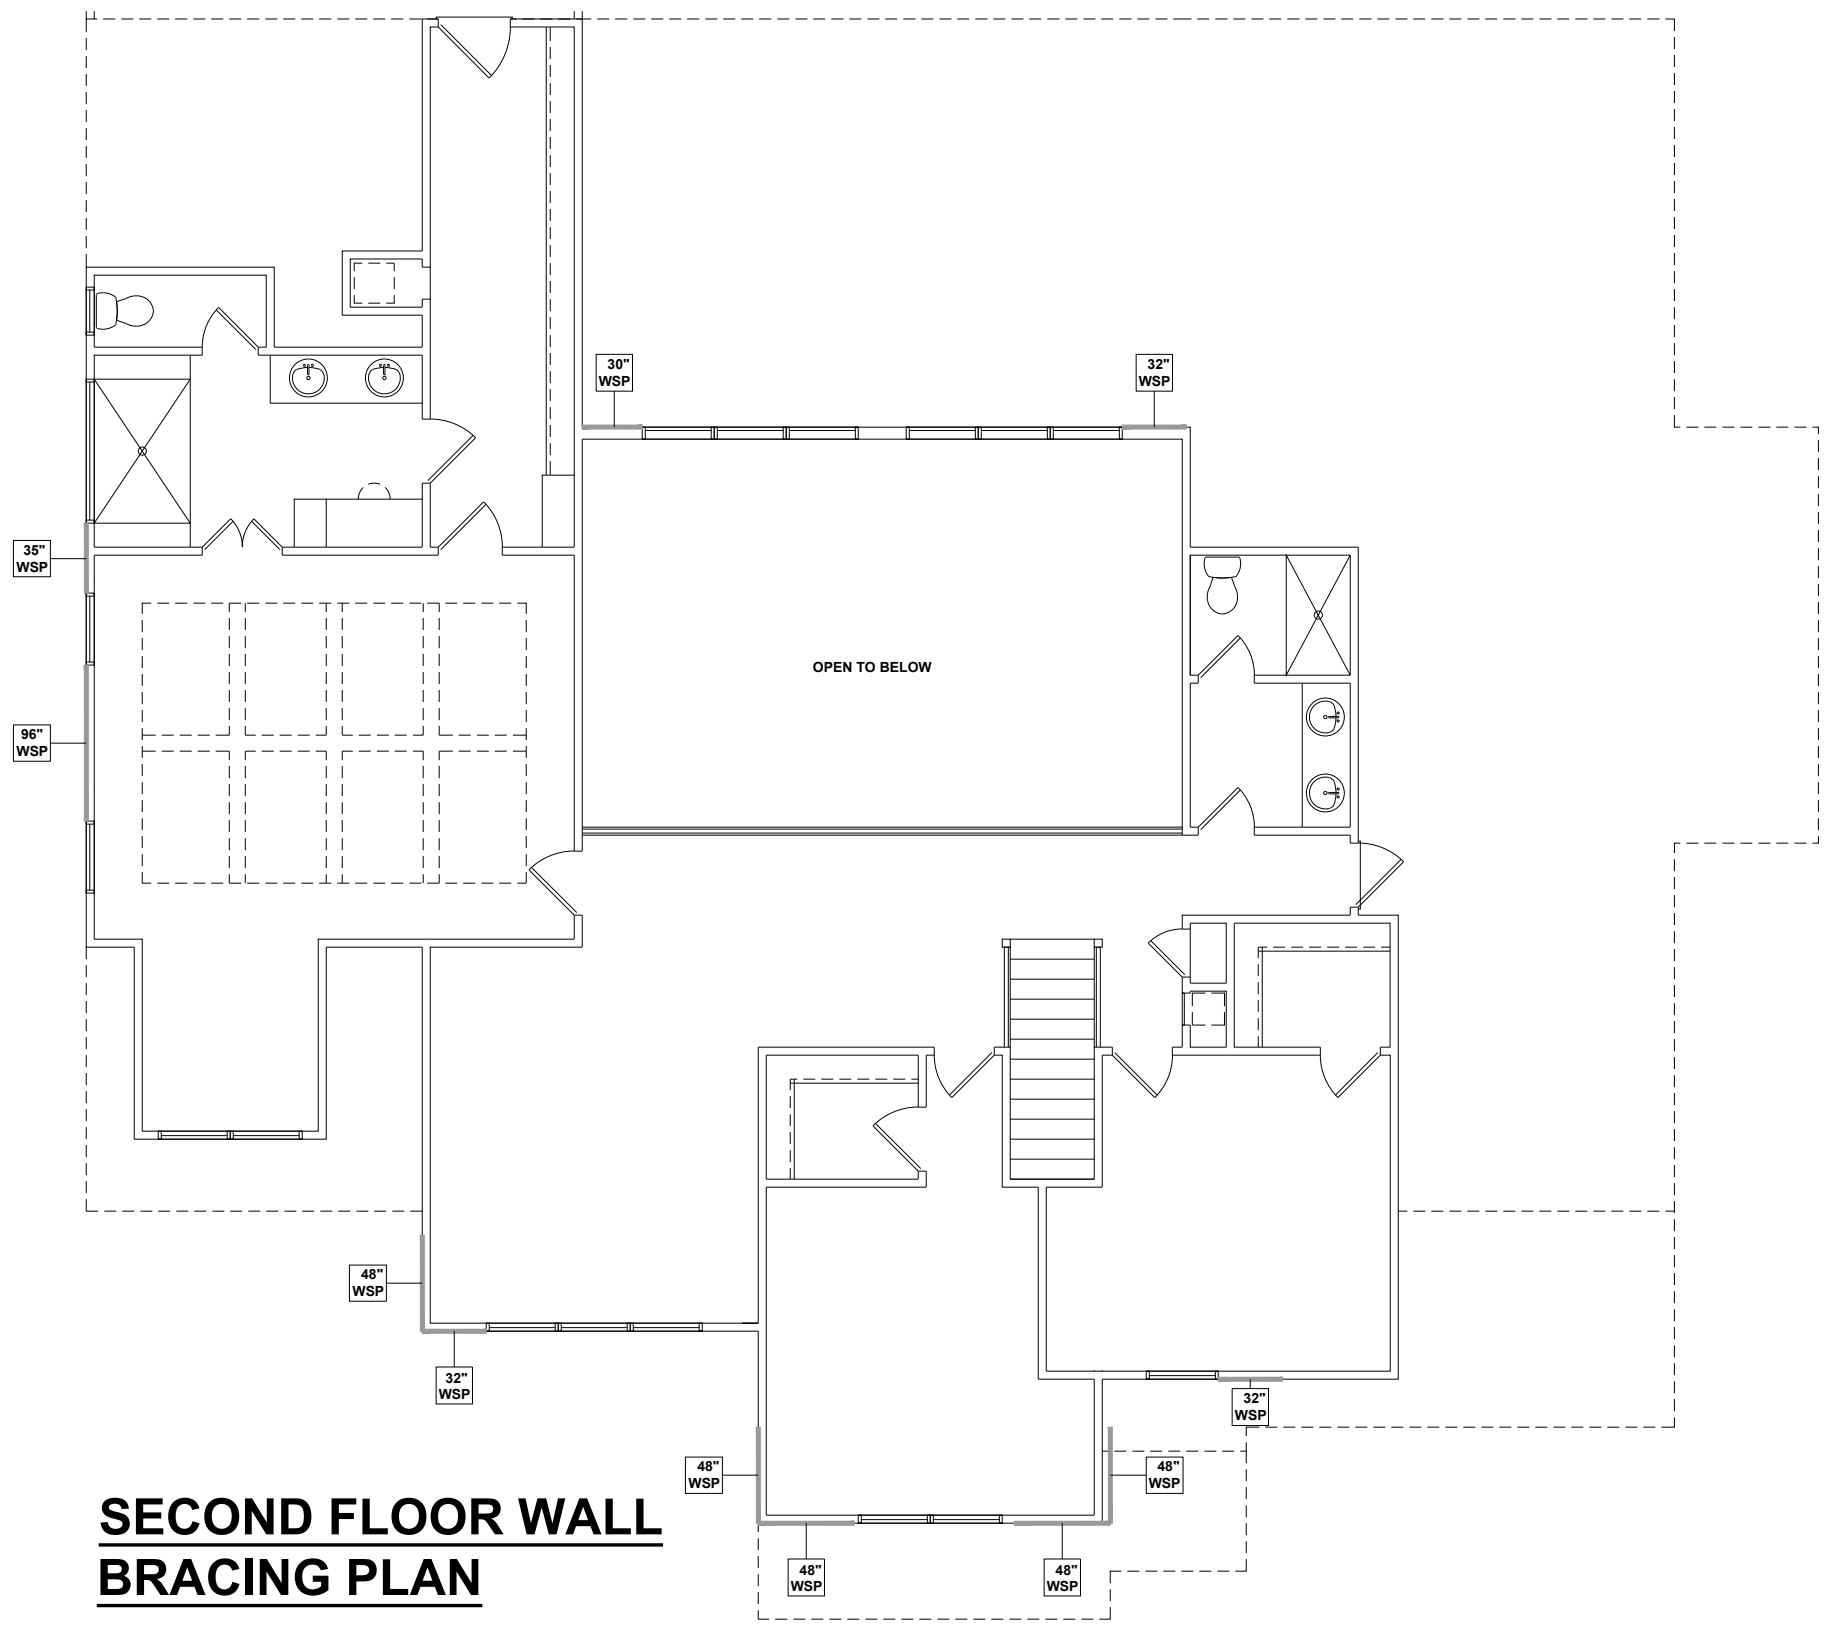 30"
WSP
32"
WSP
35"
WSP
OPEN TO BELOW
96"
WSP
48"
WSP
32"
WSP
32"
WSP
48"
WSP
48"
WSP
48"
WSP
48"
WSP
SECOND FLOOR WALL
BRACING PLAN